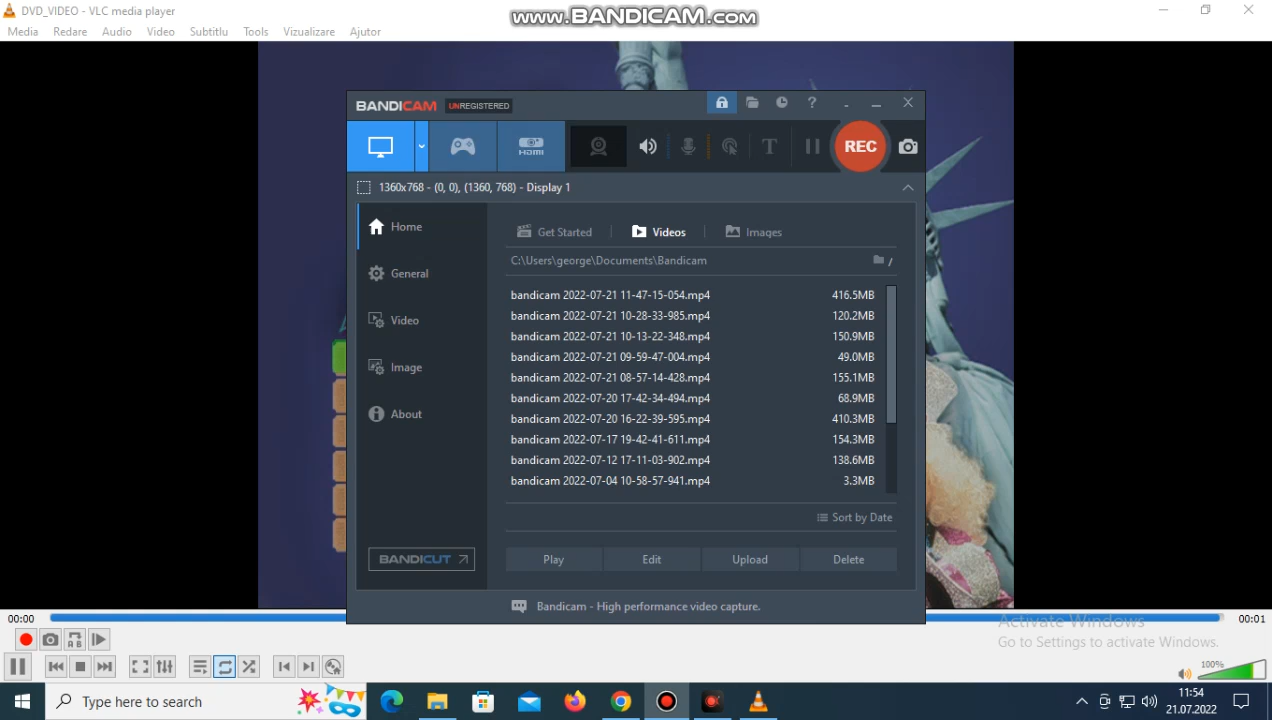 DVD_VIDEO - VLC media player
www.BANDICAM.com
Media Redare Audio Video Subtitlu Tools Vizualizare Ajutor
BANDICAM UNREGISTERED
HDMI T REC
1360x768 - (0, 0), (1360, 768) - Display 1
Home
General
Video
Image
About
BANDICUT
Get Started Videos Images
C:\Users\george\Documents\Bandicam /
bandicam 2022-07-21 11-47-15-054.mp4 416.5MB
bandicam 2022-07-21 10-28-33-985.mp4 120.2MB
bandicam 2022-07-21 10-13-22-348.mp4 150.9MB
bandicam 2022-07-21 09-59-47-004.mp4 49.0MB
bandicam 2022-07-21 08-57-14-428.mp4 155.1MB
bandicam 2022-07-20 17-42-34-494.mp4 68.9MB
bandicam 2022-07-20 16-22-39-595.mp4 410.3MB
bandicam 2022-07-17 19-42-41-611.mp4 154.3MB
bandicam 2022-07-12 17-11-03-902.mp4 138.6MB
bandicam 2022-07-04 10-58-57-941.mp4 3.3MB
Sort by Date
Play Edit Upload Delete
Bandicam - High performance video capture.
00:00 00:01
Activate Windows
Go to Settings to activate Windows.
100%
Type here to search
11:54
21.07.2022